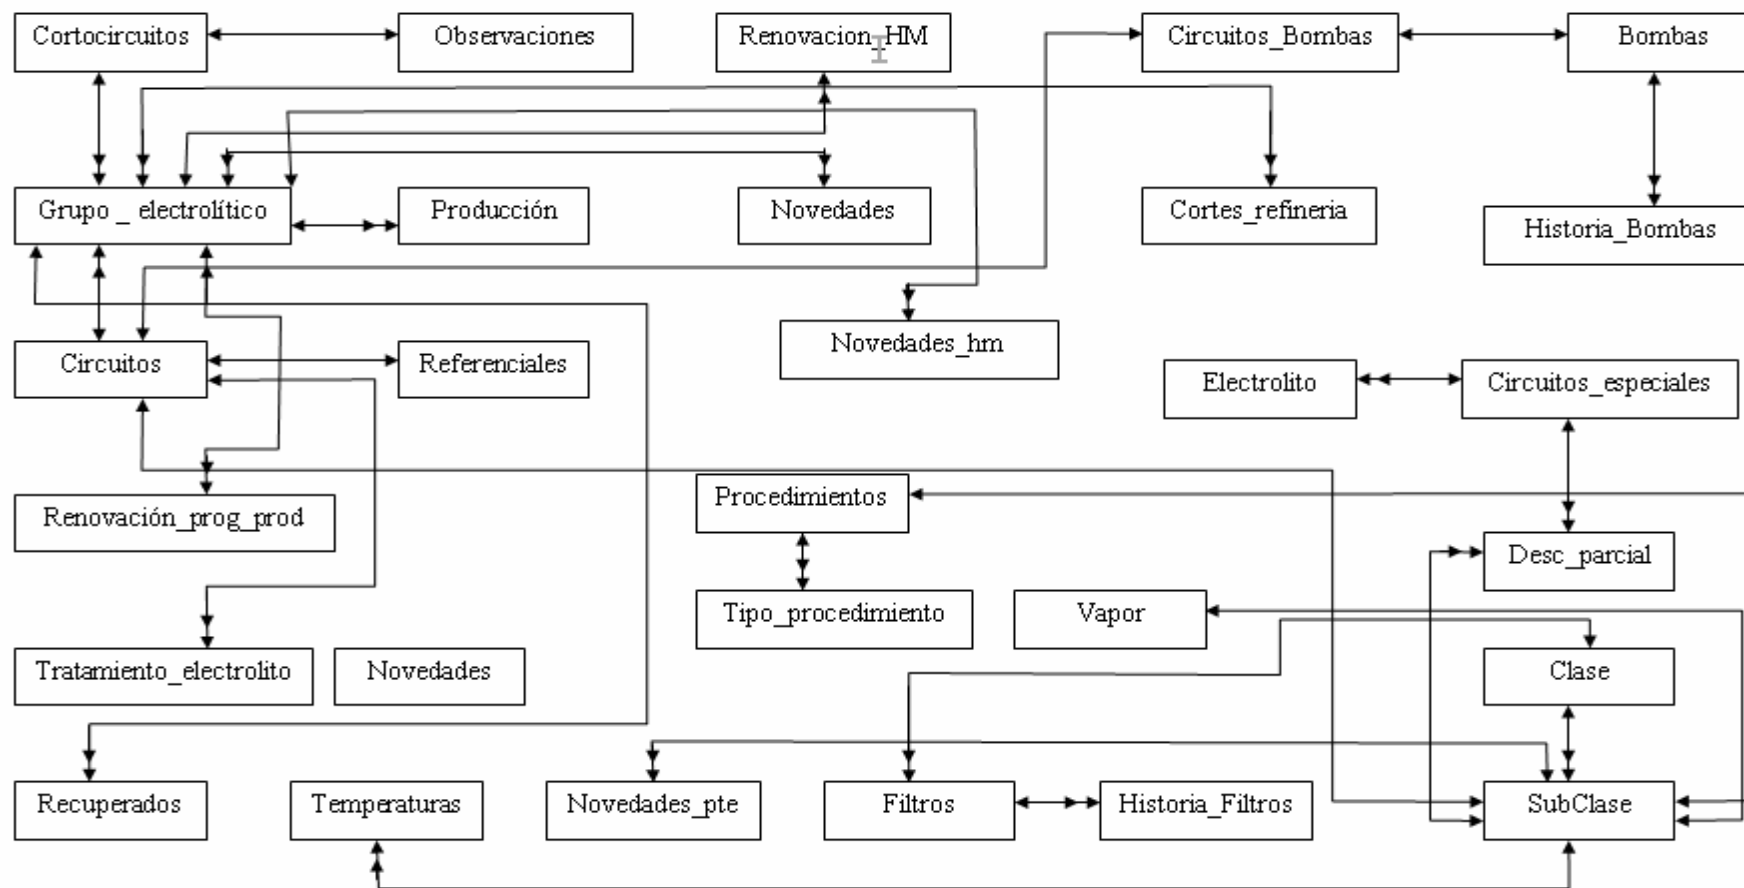 Cortocircuitos
Observaciones
Renovacion_HM
Circuitos_Bombas
Bombas
Grupo _ electrolítico
Producción
Novedades
Cortes_refineria
Historia_Bombas
Circuitos
Referenciales
Novedades_hm
Electrolito
Circuitos_especiales
Renovación_prog_prod
Procedimientos
Desc_parcial
Tipo_procedimiento
Vapor
Tratamiento_electrolito
Novedades
Clase
Recuperados
Temperaturas
Novedades_pte
Filtros
Historia_Filtros
SubClase